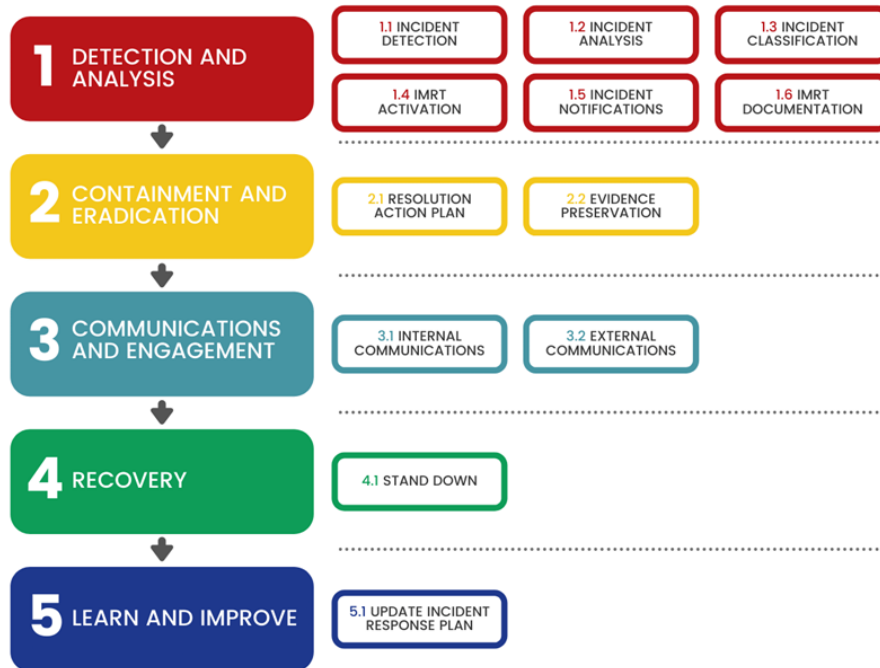 1 DETECTION AND
ANALYSIS
1.1 INCIDENT
DETECTION
1.2 INCIDENT
ANALYSIS
1.3 INCIDENT
CLASSIFICATION
1.4 IMRT
ACTIVATION
1.5 INCIDENT
NOTIFICATIONS
1.6 IMRT
DOCUMENTATION
2 CONTAINMENT AND
ERADICATION
2.1 RESOLUTION
ACTION PLAN
2.2 EVIDENCE
PRESERVATION
3 COMMUNICATIONS
AND ENGAGEMENT
3.1 INTERNAL
COMMUNICATIONS
3.2 EXTERNAL
COMMUNICATIONS
4 RECOVERY
4.1 STAND DOWN
5 LEARN AND IMPROVE
5.1 UPDATE INCIDENT
RESPONSE PLAN